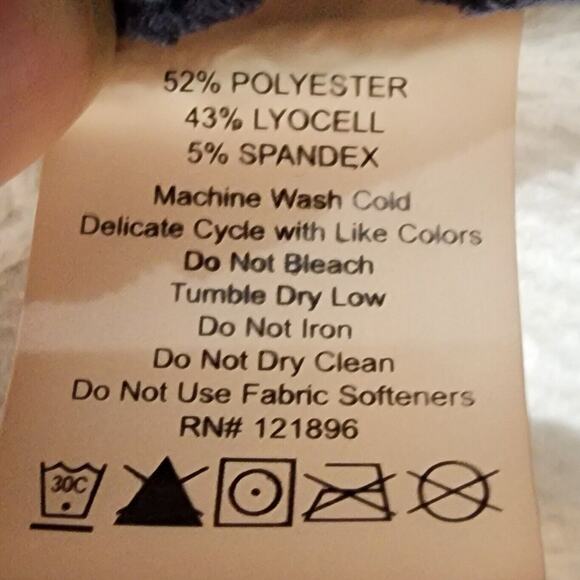 52% POLYESTER
43% LYOCELL
5% SPANDEX
Machine Wash Cold
Delicate Cycle with Like Colors
Do Not Bleach
Tumble Dry Low
Do Not Iron
Do Not Dry Clean
Do Not Use Fabric Softeners
RN# 121896
30C